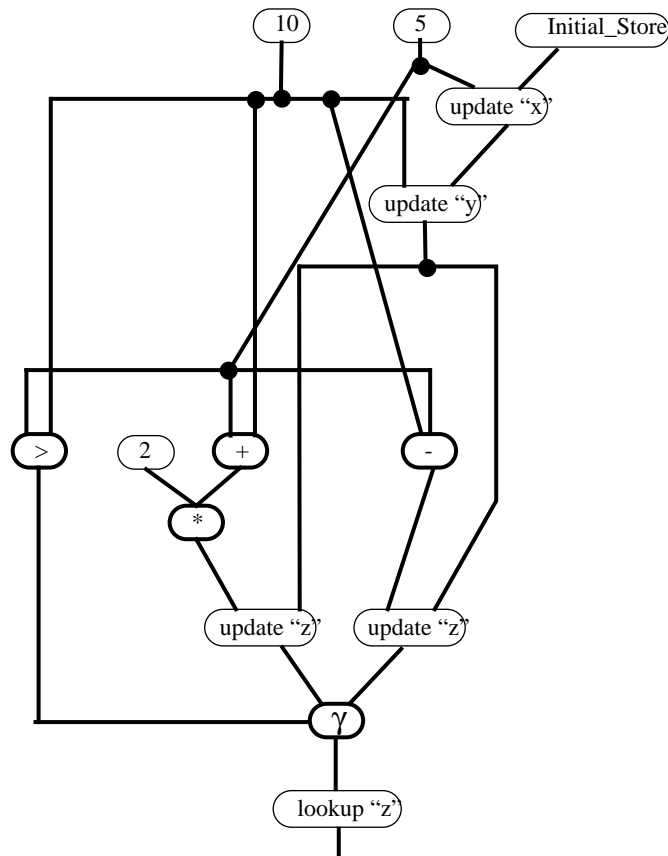 10
5
Initial_Store
update “x”
update “y”
>
2
+
-
*
update “z”
update “z”
γ
lookup “z”